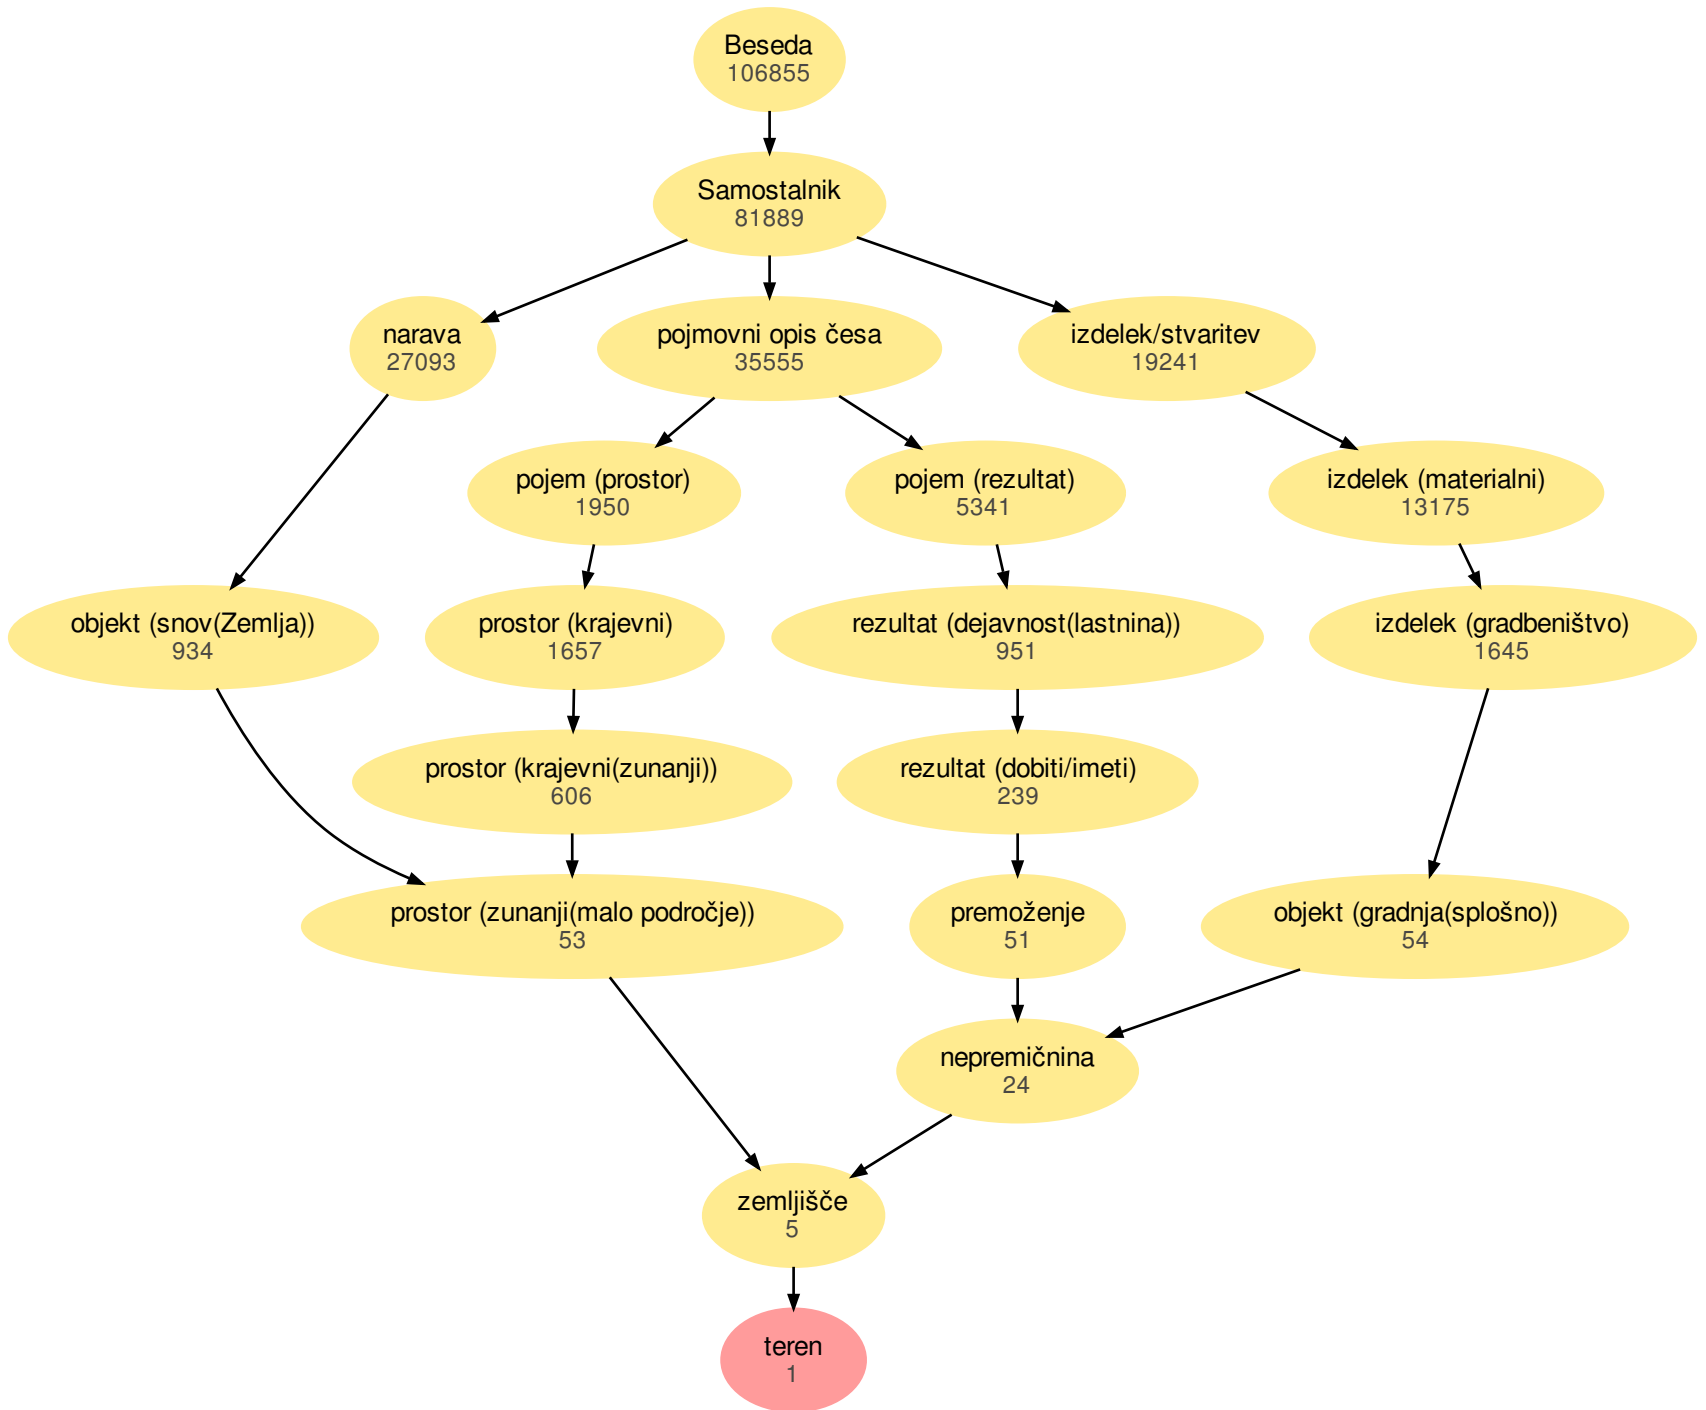 Beseda
106855
Samostalnik
81889
narava
27093
pojmovni opis česa
35555
izdelek/stvaritev
19241
pojem (prostor)
1950
pojem (rezultat)
5341
izdelek (materialni)
13175
objekt (snov(Zemlja))
934
prostor (krajevni)
1657
rezultat (dejavnost(lastnina))
951
izdelek (gradbeništvo)
1645
prostor (krajevni(zunanji))
606
rezultat (dobiti/imeti)
239
prostor (zunanji(malo področje))
53
premoženje
51
objekt (gradnja(splošno))
54
nepremičnina
24
zemljišče
5
teren
1